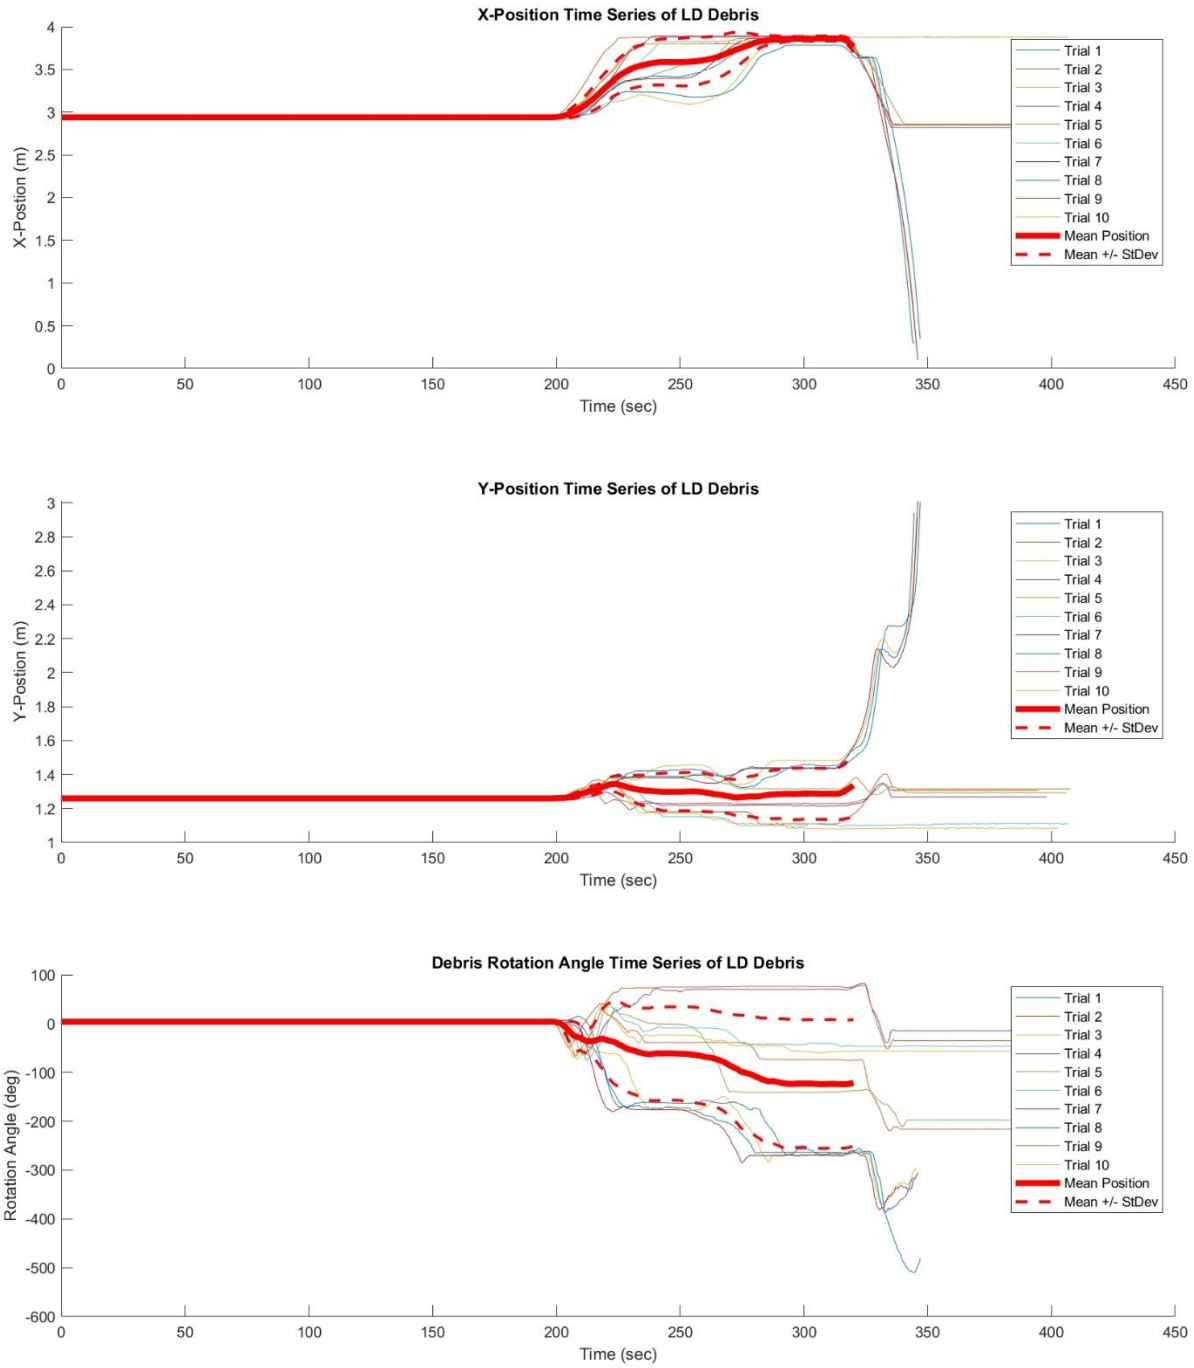 X-Position Time Series of LD Debris
4
3.5
3
2.5
2
1.5
1
0.5
0
X-Postion (m)
0 50 100 150 200 250 300 350 400 450
Time (sec)
Trial 1
Trial 2
Trial 3
Trial 4
Trial 5
Trial 6
Trial 7
Trial 8
Trial 9
Trial 10
Mean Position
Mean +/- StDev
Y-Position Time Series of LD Debris
3
2.8
2.6
2.4
2.2
2
1.8
1.6
1.4
1.2
1
Y-Postion (m)
0 50 100 150 200 250 300 350 400 450
Time (sec)
Trial 1
Trial 2
Trial 3
Trial 4
Trial 5
Trial 6
Trial 7
Trial 8
Trial 9
Trial 10
Mean Position
Mean +/- StDev
Debris Rotation Angle Time Series of LD Debris
100
0
-100
-200
-300
-400
-500
-600
Rotation Angle (deg)
0 50 100 150 200 250 300 350 400 450
Time (sec)
Trial 1
Trial 2
Trial 3
Trial 4
Trial 5
Trial 6
Trial 7
Trial 8
Trial 9
Trial 10
Mean Position
Mean +/- StDev